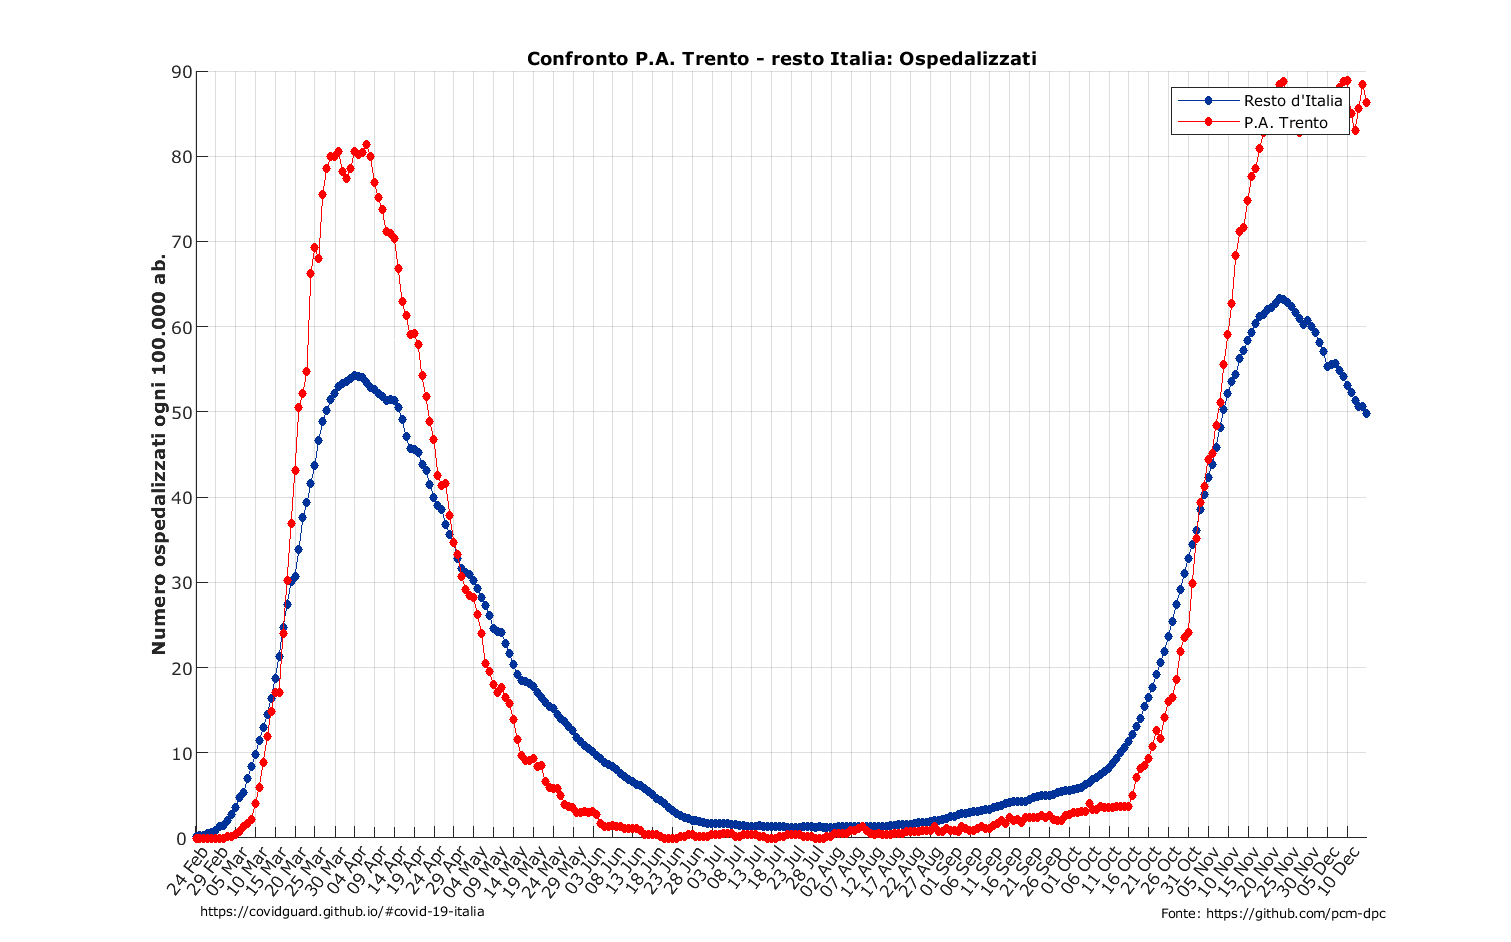 Confronto P.A. Trento - resto Italia: Ospedalizzati
Numero ospedalizzati ogni 100.000 ab.
90
80
70
60
50
40
30
20
10
0
Resto d'Italia
P.A. Trento
24 Feb
29 Feb
05 Mar
10 Mar
15 Mar
20 Mar
25 Mar
30 Mar
04 Apr
09 Apr
14 Apr
19 Apr
24 Apr
29 Apr
04 May
09 May
14 May
19 May
24 May
29 May
03 Jun
08 Jun
13 Jun
18 Jun
23 Jun
28 Jun
03 Jul
08 Jul
13 Jul
18 Jul
23 Jul
28 Jul
02 Aug
07 Aug
12 Aug
17 Aug
22 Aug
27 Aug
01 Sep
06 Sep
11 Sep
16 Sep
21 Sep
26 Sep
01 Oct
06 Oct
11 Oct
16 Oct
21 Oct
26 Oct
31 Oct
05 Nov
10 Nov
15 Nov
20 Nov
25 Nov
30 Nov
05 Dec
10 Dec
https://covidguard.github.io/#covid-19-italia
Fonte: https://github.com/pcm-dpc